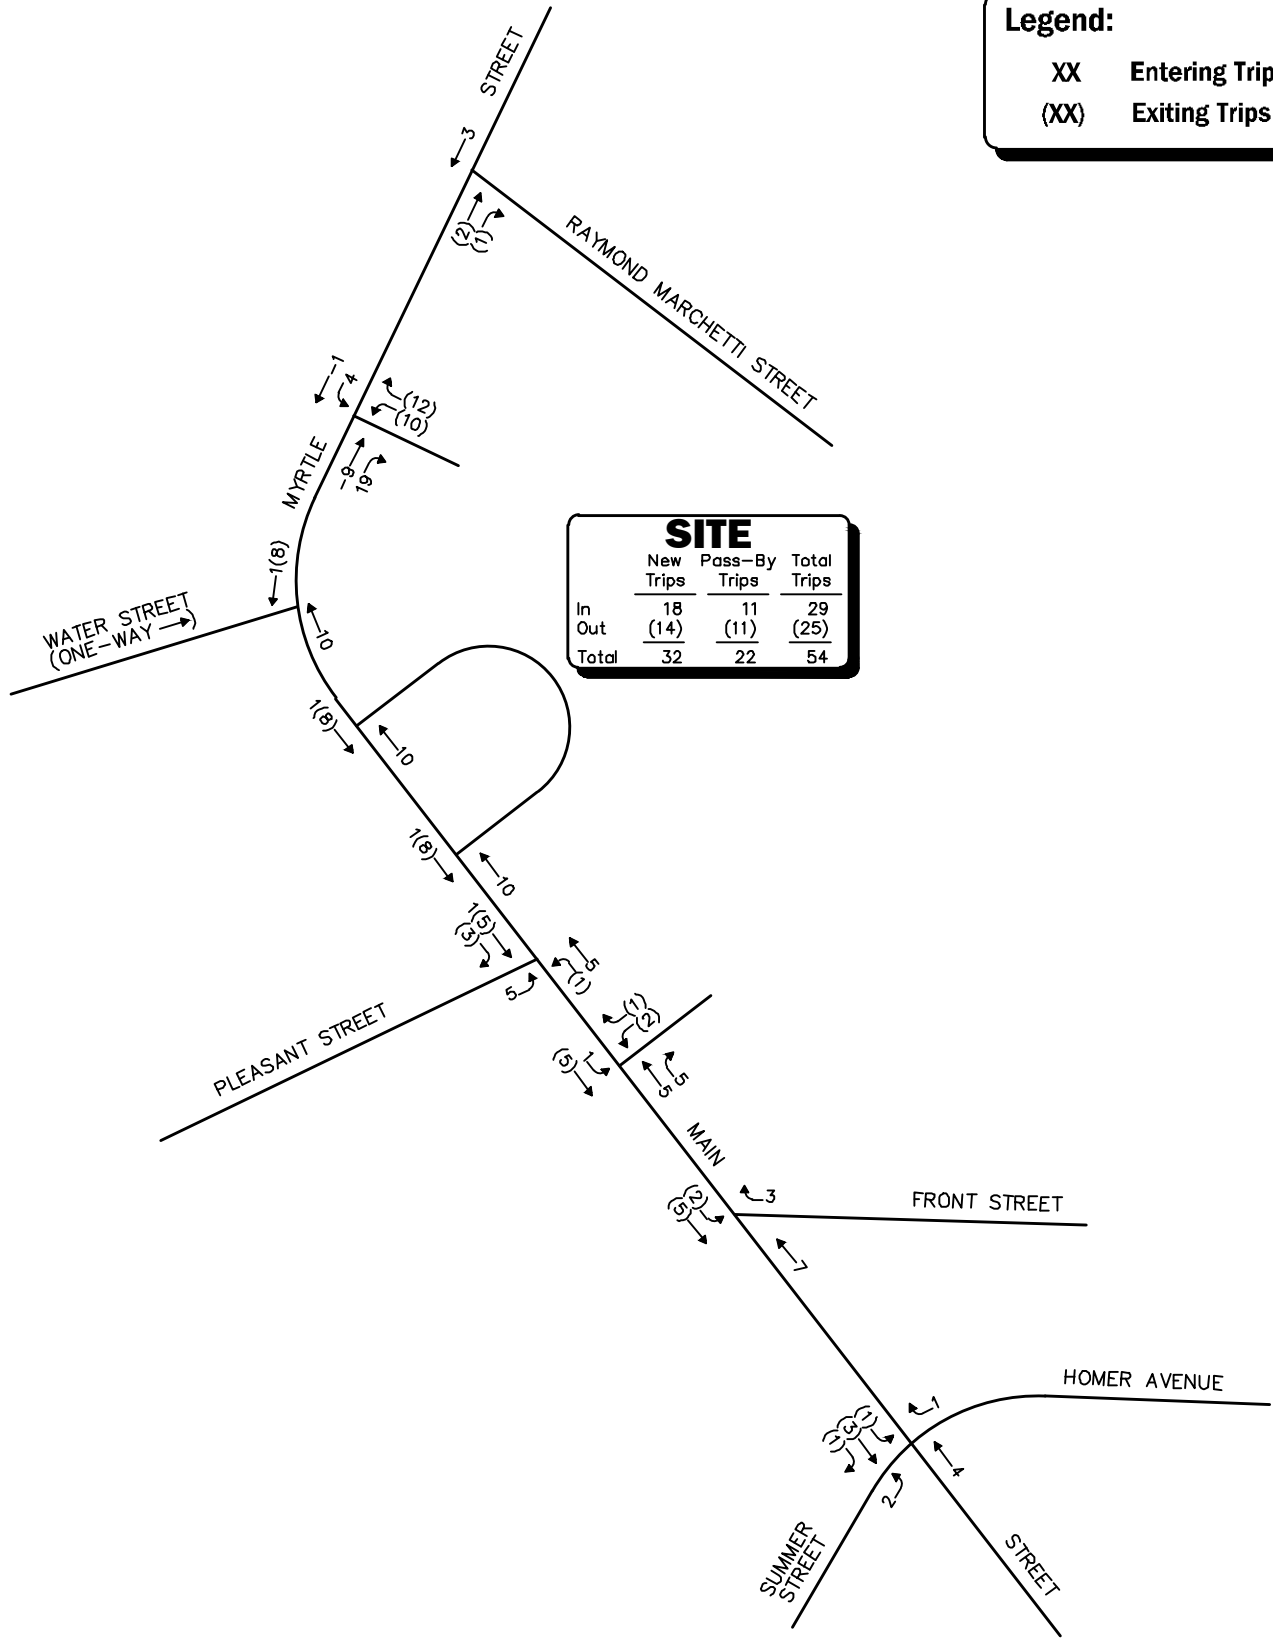 Legend:
XX Entering Trip
(XX) Exiting Trips
STREET
3
(2)
(1)
RAYMOND MARCHETTI STREET
-1
4
(12)
(10)
MYRTLE
-9
19
1(8)
WATER STREET
(ONE-WAY →)
10
SITE
New Pass-By Total
Trips Trips Trips
In 18 11 29
Out (14) (11) (25)
Total 32 22 54
1(8)
10
1(8)
10
1(5)
(3)
5
(1)
5
PLEASANT STREET
(1)
(2)
(5)
1
5
5
MAIN
(2)
(5)
3
FRONT STREET
7
HOMER AVENUE
1
(1)
(3)
(1)
4
2
SUMMER
STREET
STREET